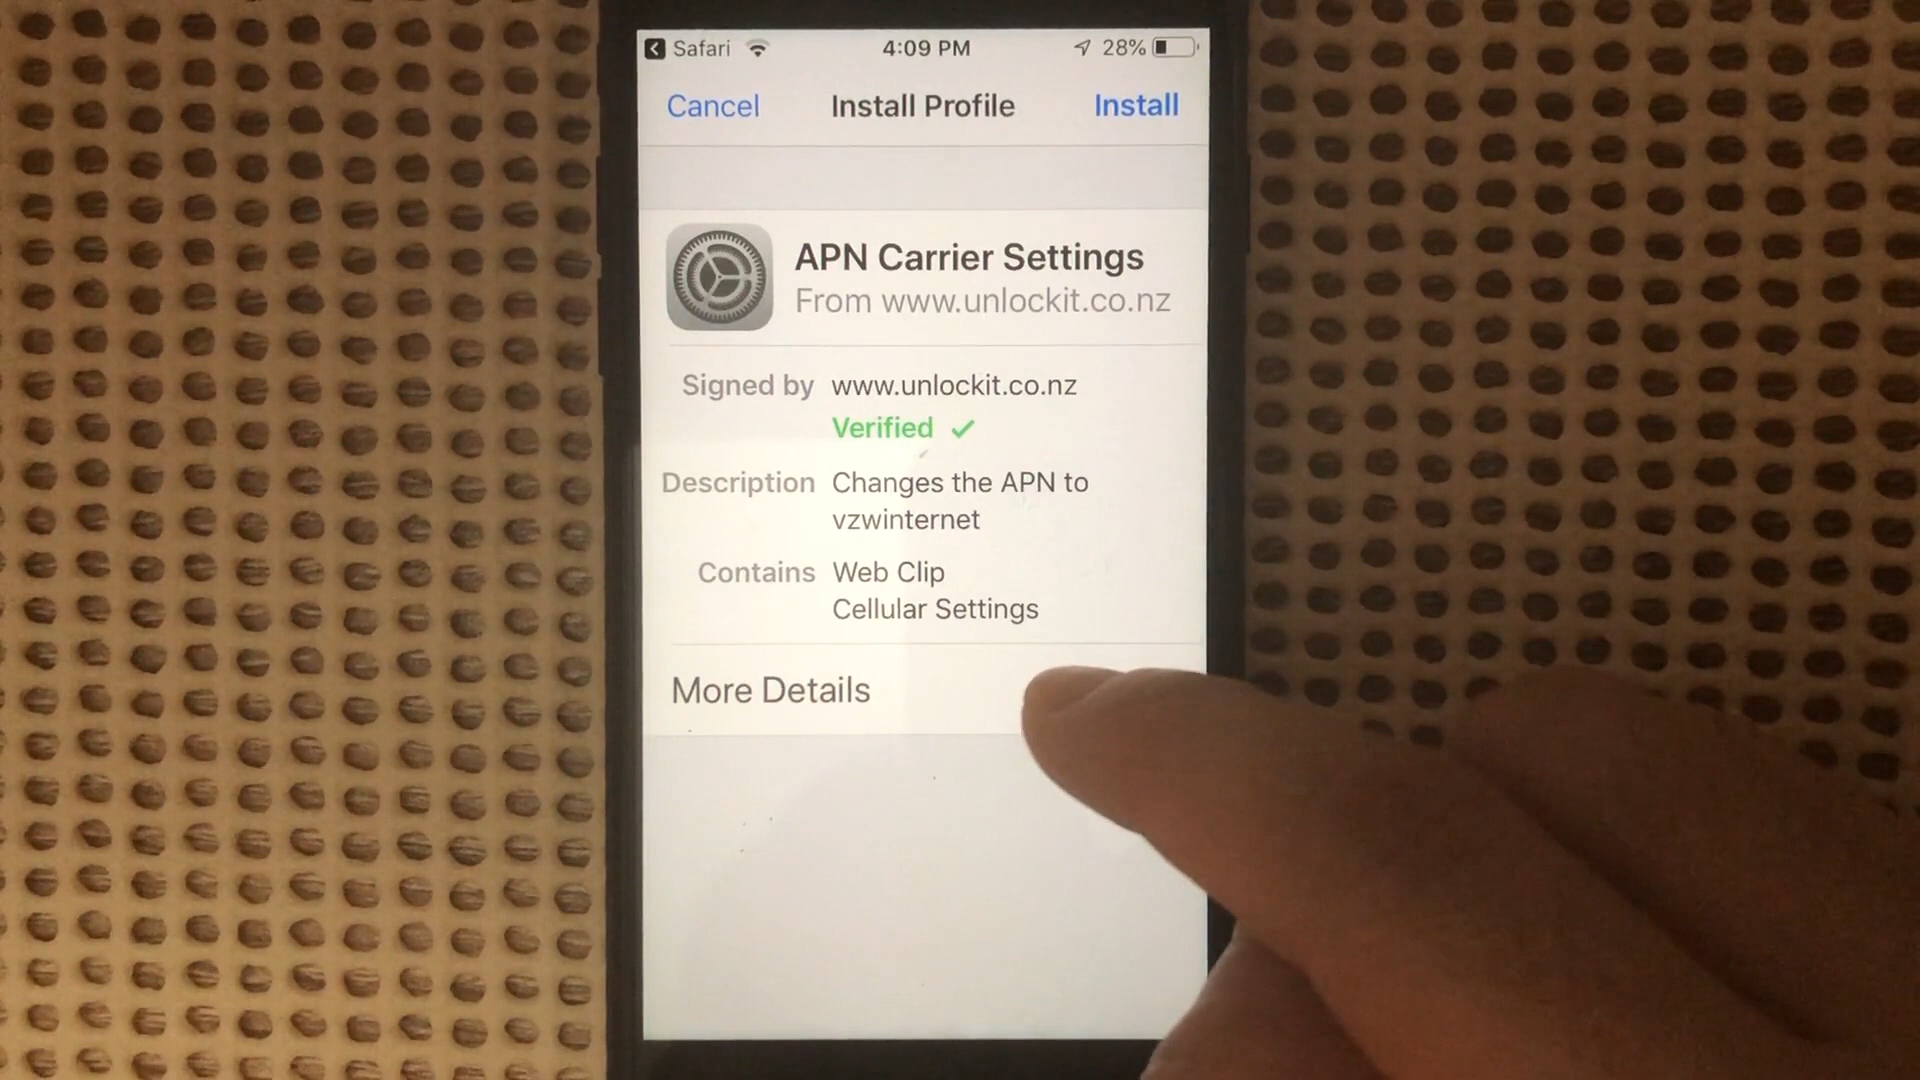 Safari 4:09 PM 28%
Cancel Install Profile Install
APN Carrier Settings
From www.unlockit.co.nz
Signed by www.unlockit.co.nz
Verified
Description Changes the APN to
vzwinternet
Contains Web Clip
Cellular Settings
More Details